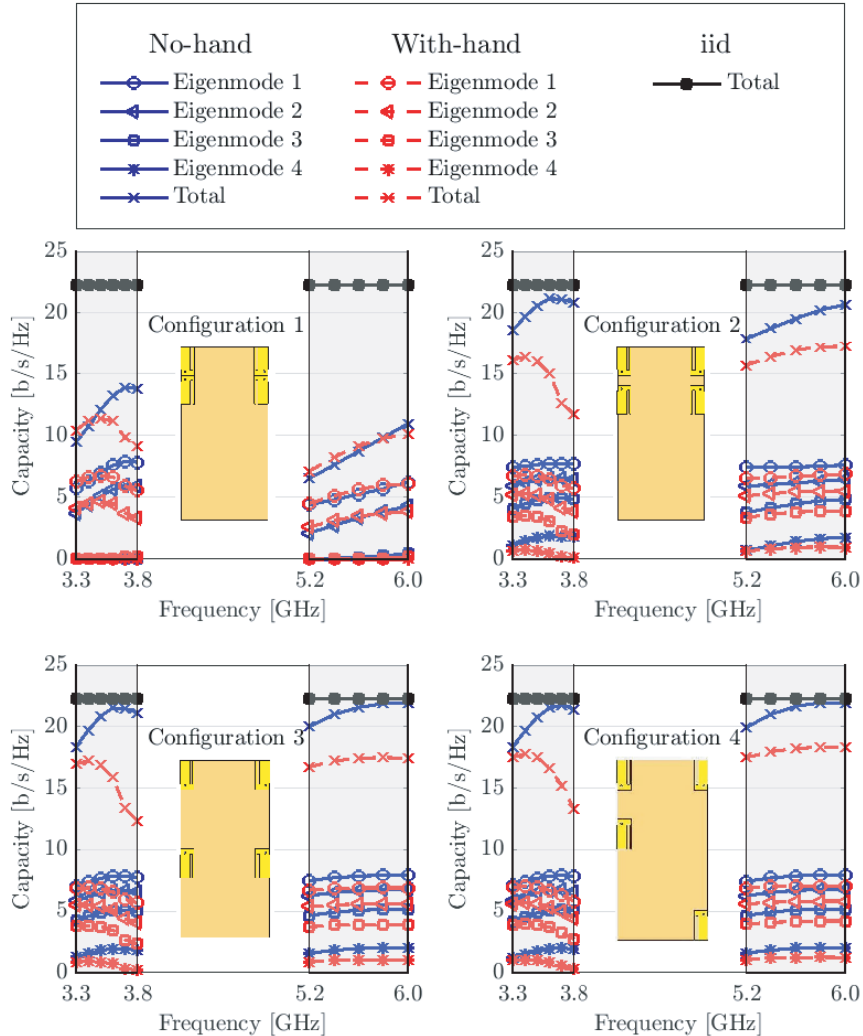 No-hand With-hand iid
Eigenmode 1 Eigenmode 1 Total
Eigenmode 2 Eigenmode 2
Eigenmode 3 Eigenmode 3
Eigenmode 4 Eigenmode 4
Total Total
25
20
15
10
5
0
Capacity [b/s/Hz]
Configuration 1
3.3 3.8 5.2 6.0
Frequency [GHz]
25
20
15
10
5
0
Capacity [b/s/Hz]
Configuration 2
3.3 3.8 5.2 6.0
Frequency [GHz]
25
20
15
10
5
0
Capacity [b/s/Hz]
Configuration 3
3.3 3.8 5.2 6.0
Frequency [GHz]
25
20
15
10
5
0
Capacity [b/s/Hz]
Configuration 4
3.3 3.8 5.2 6.0
Frequency [GHz]